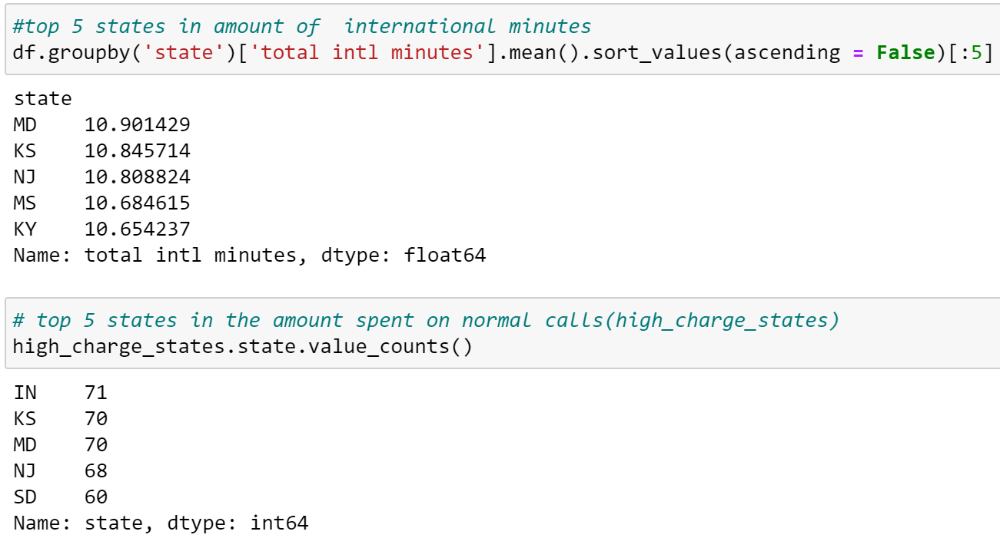 #top 5 states in amount of  international minutes
df.groupby('state')['total intl minutes'].mean().sort_values(ascending = False)[:5]
state
MD    10.901429
KS    10.845714
NJ    10.808824
MS    10.684615
KY    10.654237
Name: total intl minutes, dtype: float64
# top 5 states in the amount spent on normal calls(high_charge_states)
high_charge_states.state.value_counts()
IN    71
KS    70
MD    70
NJ    68
SD    60
Name: state, dtype: int64